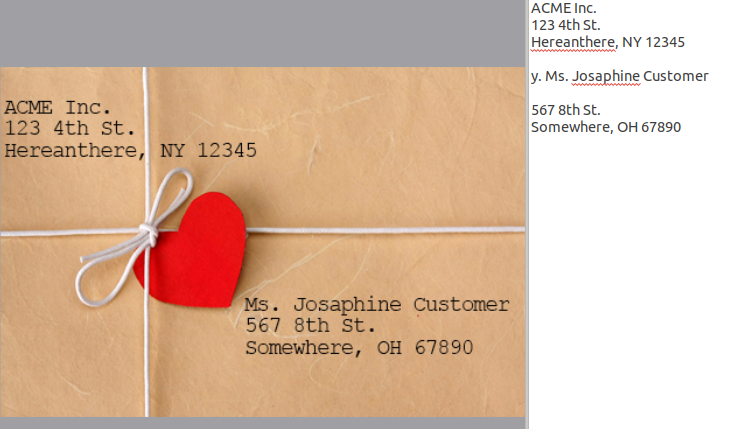 ACME Inc.
123 4th St.
Hereanthere, NY 12345
Ms. Josaphine Customer
567 8th St.
Somewhere, OH 67890
ACME Inc.
123 4th St.
Hereanthere, NY 12345
y. Ms. Josaphine Customer
567 8th St.
Somewhere, OH 67890